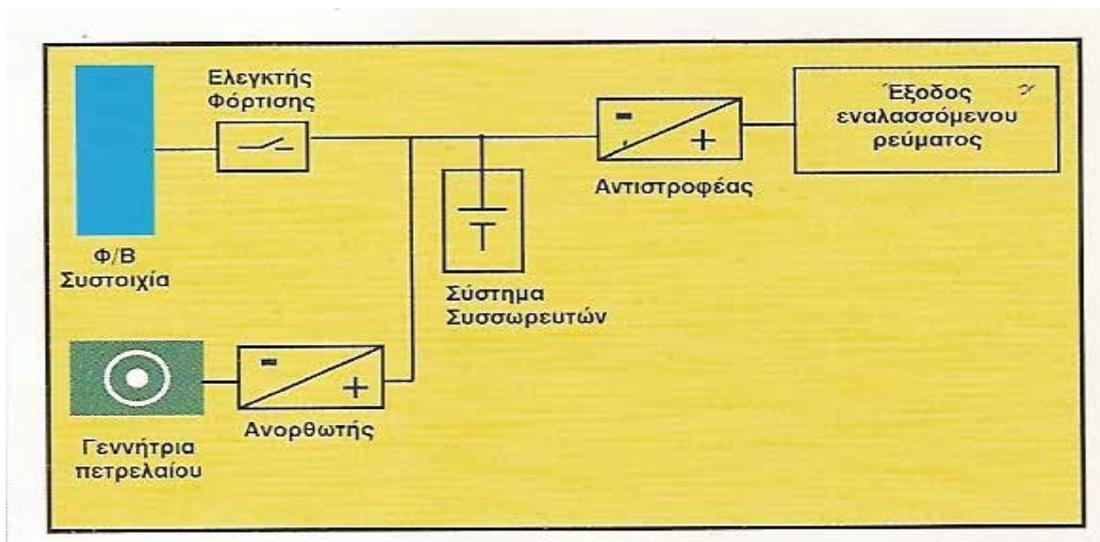 Ελεγκτής
Φόρτισης
Έξοδος
εναλασσόμενου
ρεύματος
Αντιστροφέας
Φ/Β
Συστοιχία
Σύστημα
Συσσωρευτών
Ανορθωτής
Γεννήτρια
πετρελαίου